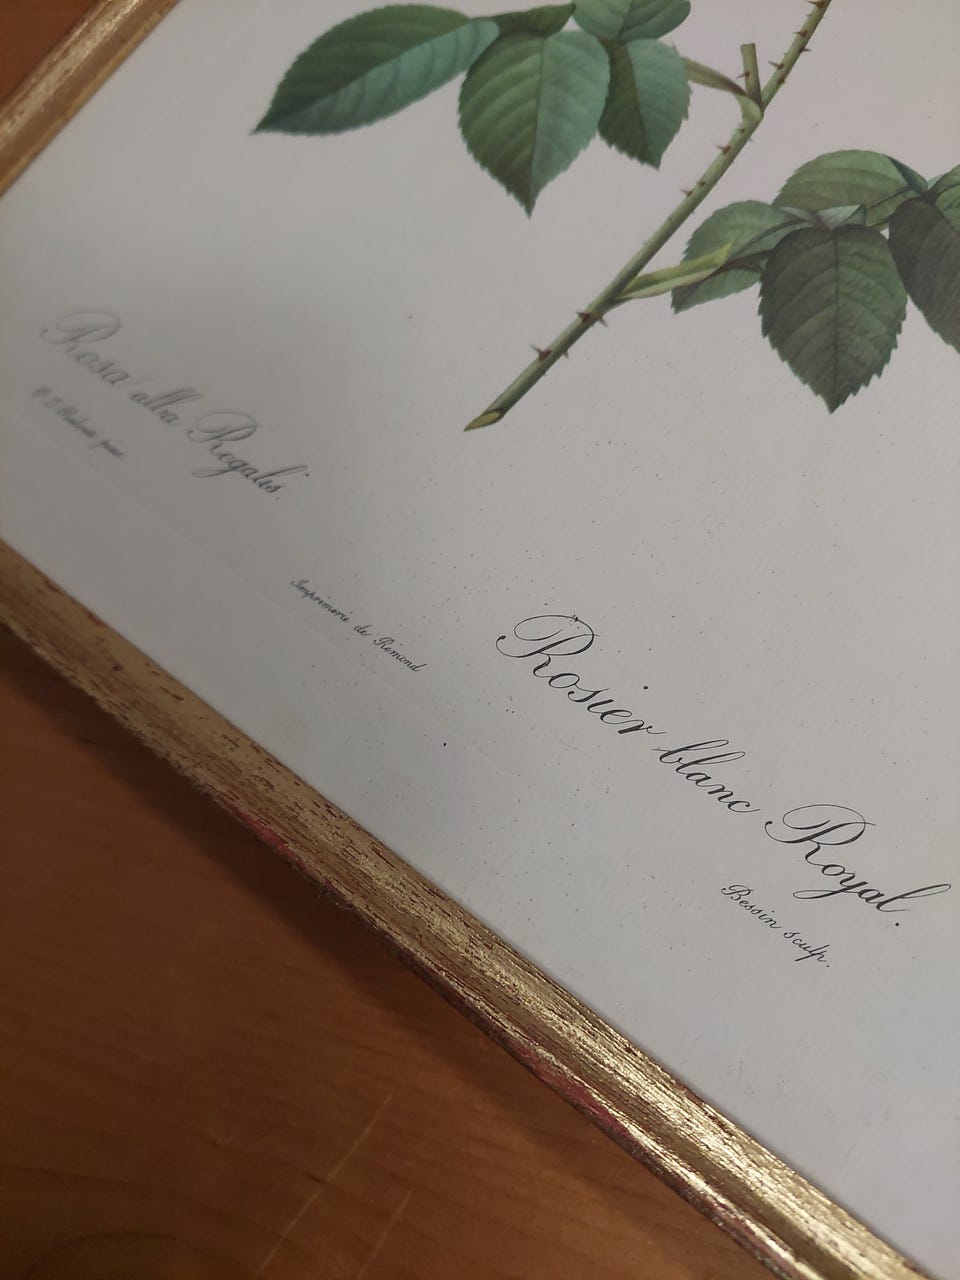 Rosa alba Regalis.
P. J. Redouté pinx.
Imprimerie de Rémond
Rosier blanc Royal.
Bessin sculp.